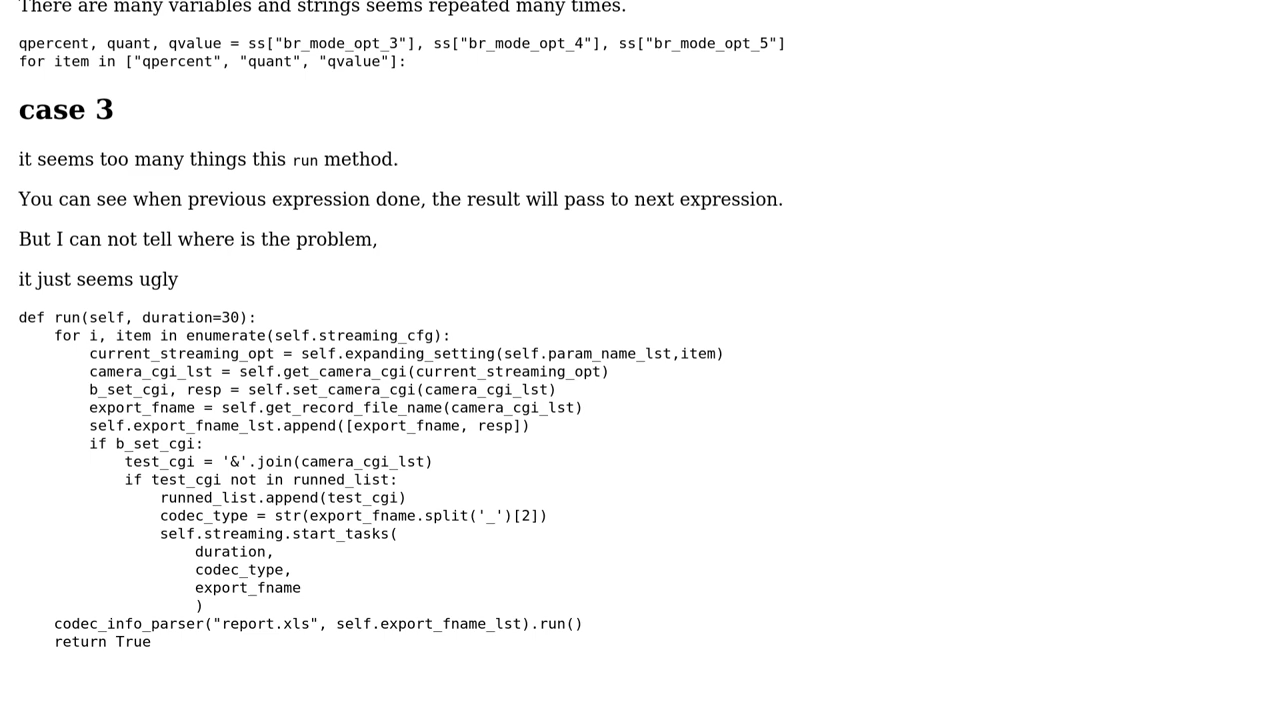 There are many variables and strings seems repeated many times.
qpercent, quant, qvalue = ss["br_mode_opt_3"], ss["br_mode_opt_4"], ss["br_mode_opt_5"]
for item in ["qpercent", "quant", "qvalue"]:
case 3
it seems too many things this run method.
You can see when previous expression done, the result will pass to next expression.
But I can not tell where is the problem,
it just seems ugly
def run(self, duration=30):
    for i, item in enumerate(self.streaming_cfg):
        current_streaming_opt = self.expanding_setting(self.param_name_lst,item)
        camera_cgi_lst = self.get_camera_cgi(current_streaming_opt)
        b_set_cgi, resp = self.set_camera_cgi(camera_cgi_lst)
        export_fname = self.get_record_file_name(camera_cgi_lst)
        self.export_fname_lst.append([export_fname, resp])
        if b_set_cgi:
            test_cgi = '&'.join(camera_cgi_lst)
            if test_cgi not in runned_list:
                runned_list.append(test_cgi)
                codec_type = str(export_fname.split('_')[2])
                self.streaming.start_tasks(
                    duration,
                    codec_type,
                    export_fname
                    )
    codec_info_parser("report.xls", self.export_fname_lst).run()
    return True